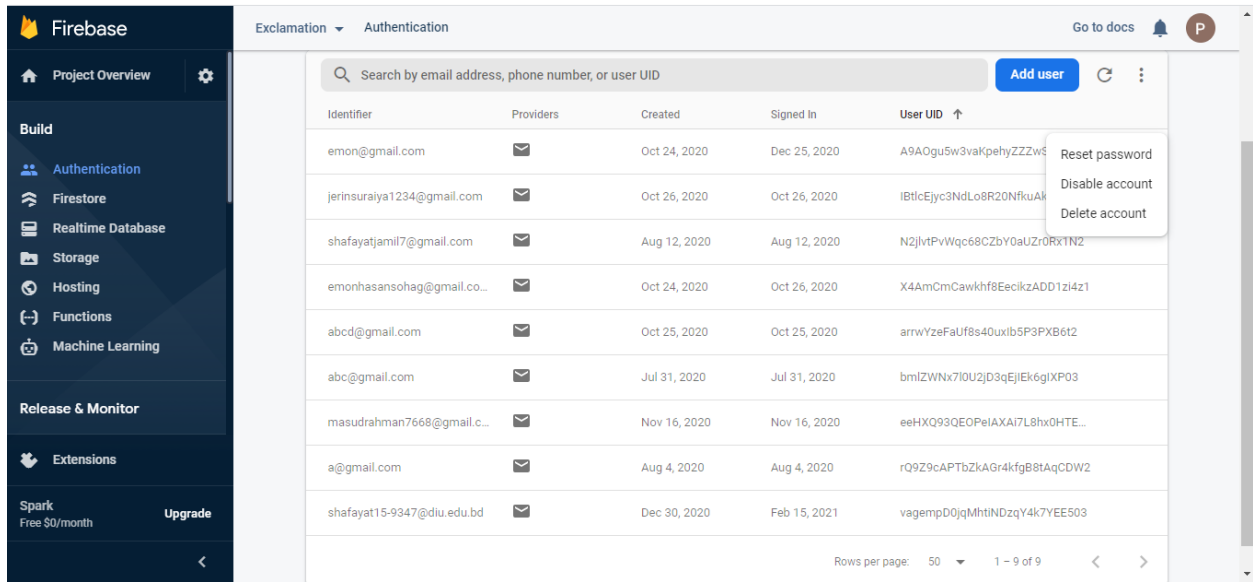 Firebase
Exclamation Authentication Go to docs P
Project Overview
Search by email address, phone number, or user UID Add user
Identifier Providers Created Signed In User UID
Build
Authentication
Firestore
Realtime Database
Storage
Hosting
Functions
Machine Learning
Release & Monitor
Extensions
Spark
Free $0/month Upgrade
emon@gmail.com Oct 24, 2020 Dec 25, 2020 A9AOgu5w3vaKpehyZZZwS
jerinsuraiya1234@gmail.com Oct 26, 2020 Oct 26, 2020 IBtlcEjyc3NdLo8R20NfkuAk
shafayatjamil7@gmail.com Aug 12, 2020 Aug 12, 2020 N2jlvtPvWqc68CZbY0aUZr0Rx1N2
emonhasansohag@gmail.co... Oct 24, 2020 Oct 26, 2020 X4AmCmCawkhf8EecikzADD1zi4z1
abcd@gmail.com Oct 25, 2020 Oct 25, 2020 arrwYzeFaUf8s40uxIb5P3PXB6t2
abc@gmail.com Jul 31, 2020 Jul 31, 2020 bmlZWNx7l0U2jD3qEjIEk6gIXP03
masudrahman7668@gmail.c... Nov 16, 2020 Nov 16, 2020 eeHXQ93QEOPeIAXAi7L8hx0HTE...
a@gmail.com Aug 4, 2020 Aug 4, 2020 rQ9Z9cAPTbZkAGr4kfgB8tAqCDW2
shafayat15-9347@diu.edu.bd Dec 30, 2020 Feb 15, 2021 vagempD0jqMhtiNDzqY4k7YEE503
Reset password
Disable account
Delete account
Rows per page: 50 1 – 9 of 9